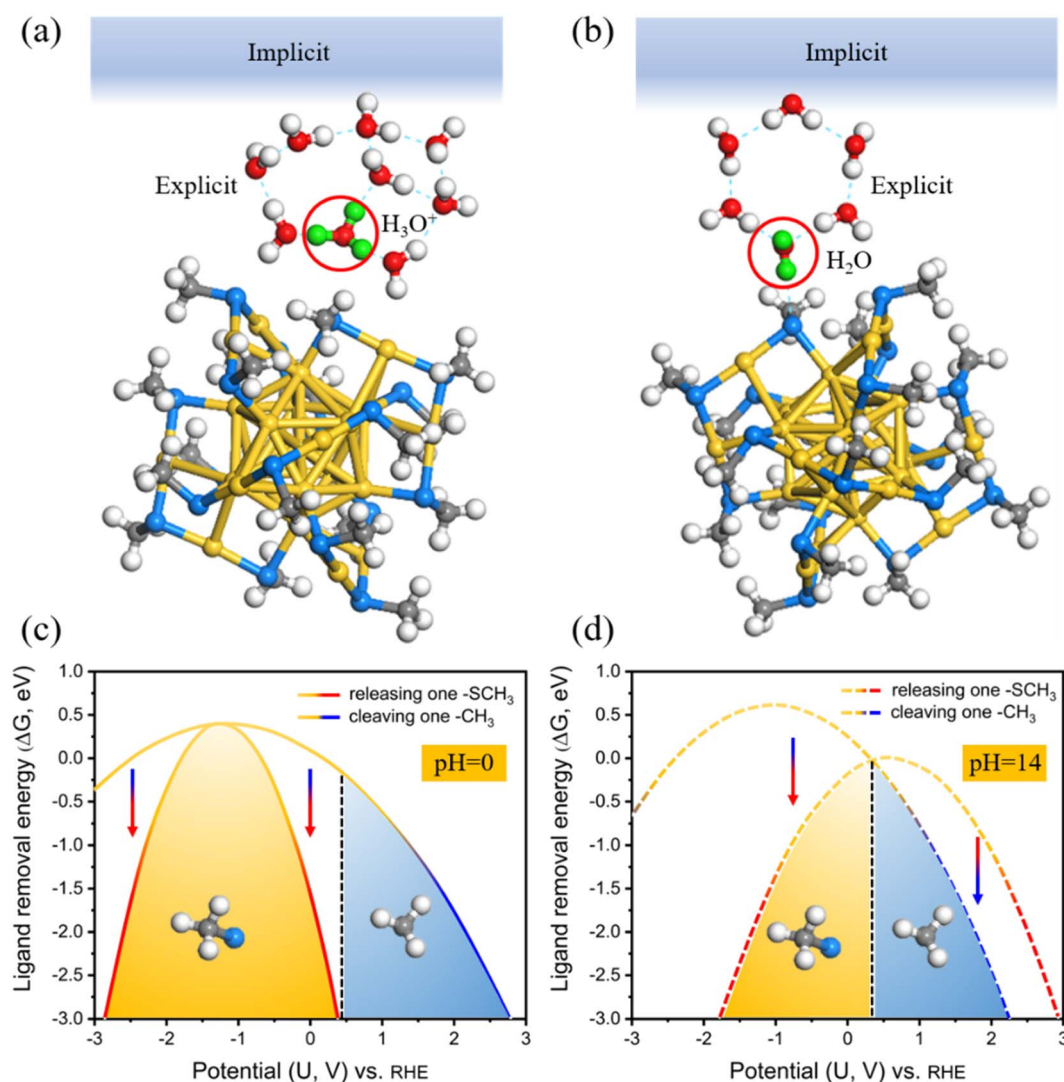 (a)
Implicit
Explicit
H₃O⁺
(b)
Implicit
Explicit
H₂O
(c)
Ligand removal energy (ΔG, eV)
1.0
0.5
0.0
-0.5
-1.0
-1.5
-2.0
-2.5
-3.0
releasing one -SCH₃
cleaving one -CH₃
pH=0
-3 -2 -1 0 1 2 3
Potential (U, V) vs. RHE
(d)
Ligand removal energy (ΔG, eV)
1.0
0.5
0.0
-0.5
-1.0
-1.5
-2.0
-2.5
-3.0
releasing one -SCH₃
cleaving one -CH₃
pH=14
-3 -2 -1 0 1 2 3
Potential (U, V) vs. RHE